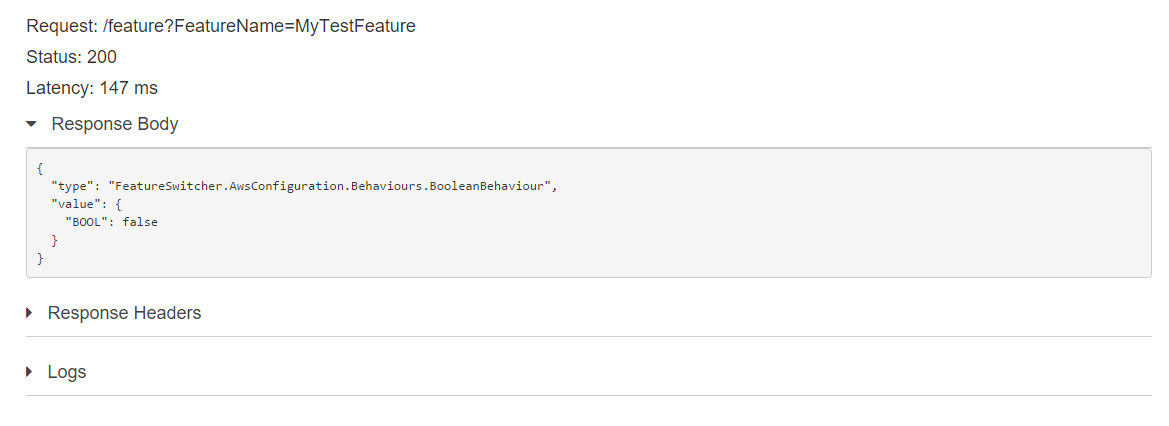 Request: /feature?FeatureName=MyTestFeature
Status: 200
Latency: 147 ms
Response Body
{
  "type": "FeatureSwitcher.AwsConfiguration.Behaviours.BooleanBehaviour",
  "value": {
    "BOOL": false
  }
}
Response Headers
Logs